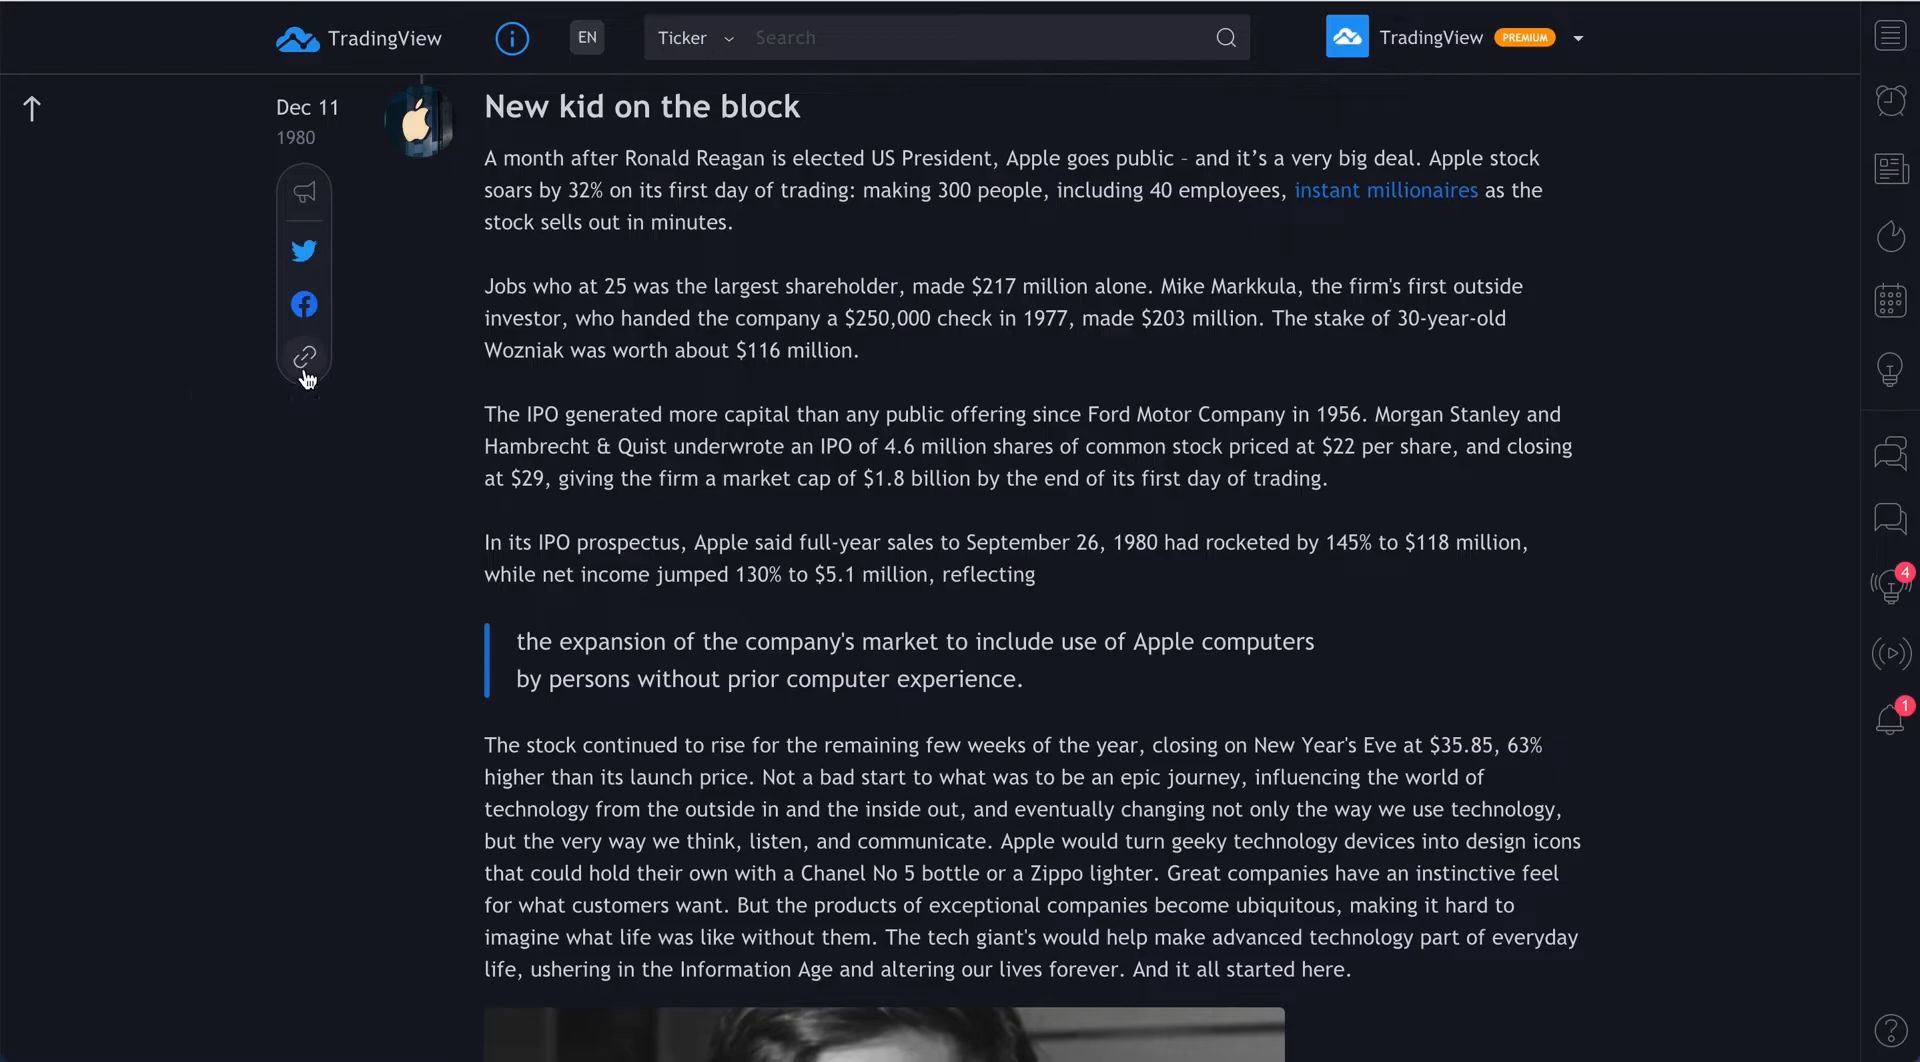 TradingView
EN
Ticker
Search
TradingView
PREMIUM
Dec 11
1980
New kid on the block
A month after Ronald Reagan is elected US President, Apple goes public – and it’s a very big deal. Apple stock
soars by 32% on its first day of trading: making 300 people, including 40 employees, instant millionaires as the
stock sells out in minutes.
Jobs who at 25 was the largest shareholder, made $217 million alone. Mike Markkula, the firm's first outside
investor, who handed the company a $250,000 check in 1977, made $203 million. The stake of 30-year-old
Wozniak was worth about $116 million.
The IPO generated more capital than any public offering since Ford Motor Company in 1956. Morgan Stanley and
Hambrecht & Quist underwrote an IPO of 4.6 million shares of common stock priced at $22 per share, and closing
at $29, giving the firm a market cap of $1.8 billion by the end of its first day of trading.
In its IPO prospectus, Apple said full-year sales to September 26, 1980 had rocketed by 145% to $118 million,
while net income jumped 130% to $5.1 million, reflecting
the expansion of the company's market to include use of Apple computers
by persons without prior computer experience.
The stock continued to rise for the remaining few weeks of the year, closing on New Year's Eve at $35.85, 63%
higher than its launch price. Not a bad start to what was to be an epic journey, influencing the world of
technology from the outside in and the inside out, and eventually changing not only the way we use technology,
but the very way we think, listen, and communicate. Apple would turn geeky technology devices into design icons
that could hold their own with a Chanel No 5 bottle or a Zippo lighter. Great companies have an instinctive feel
for what customers want. But the products of exceptional companies become ubiquitous, making it hard to
imagine what life was like without them. The tech giant's would help make advanced technology part of everyday
life, ushering in the Information Age and altering our lives forever. And it all started here.
4
1